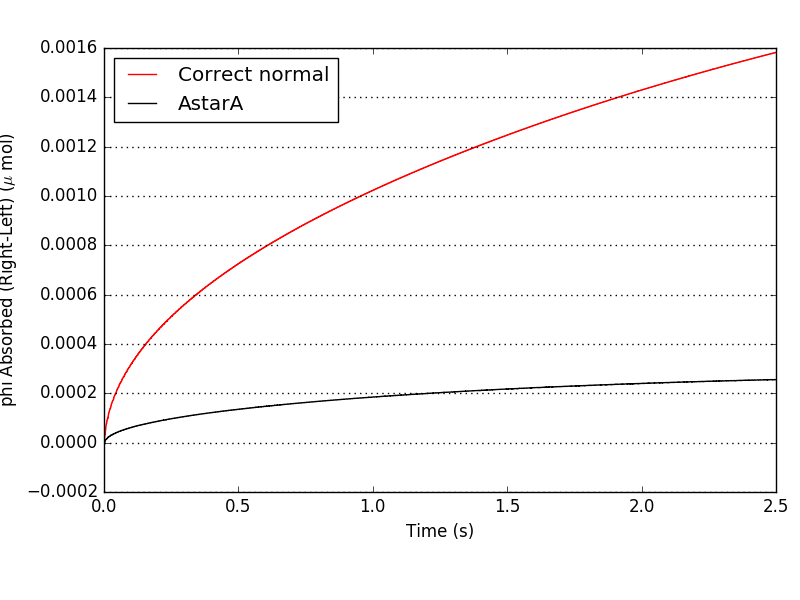 0.0016
0.0014
0.0012
0.0010
0.0008
0.0006
0.0004
0.0002
0.0000
−0.0002
phi Absorbed (Right-Left) (μ mol)
Correct normal
AstarA
0.0 0.5 1.0 1.5 2.0 2.5
Time (s)